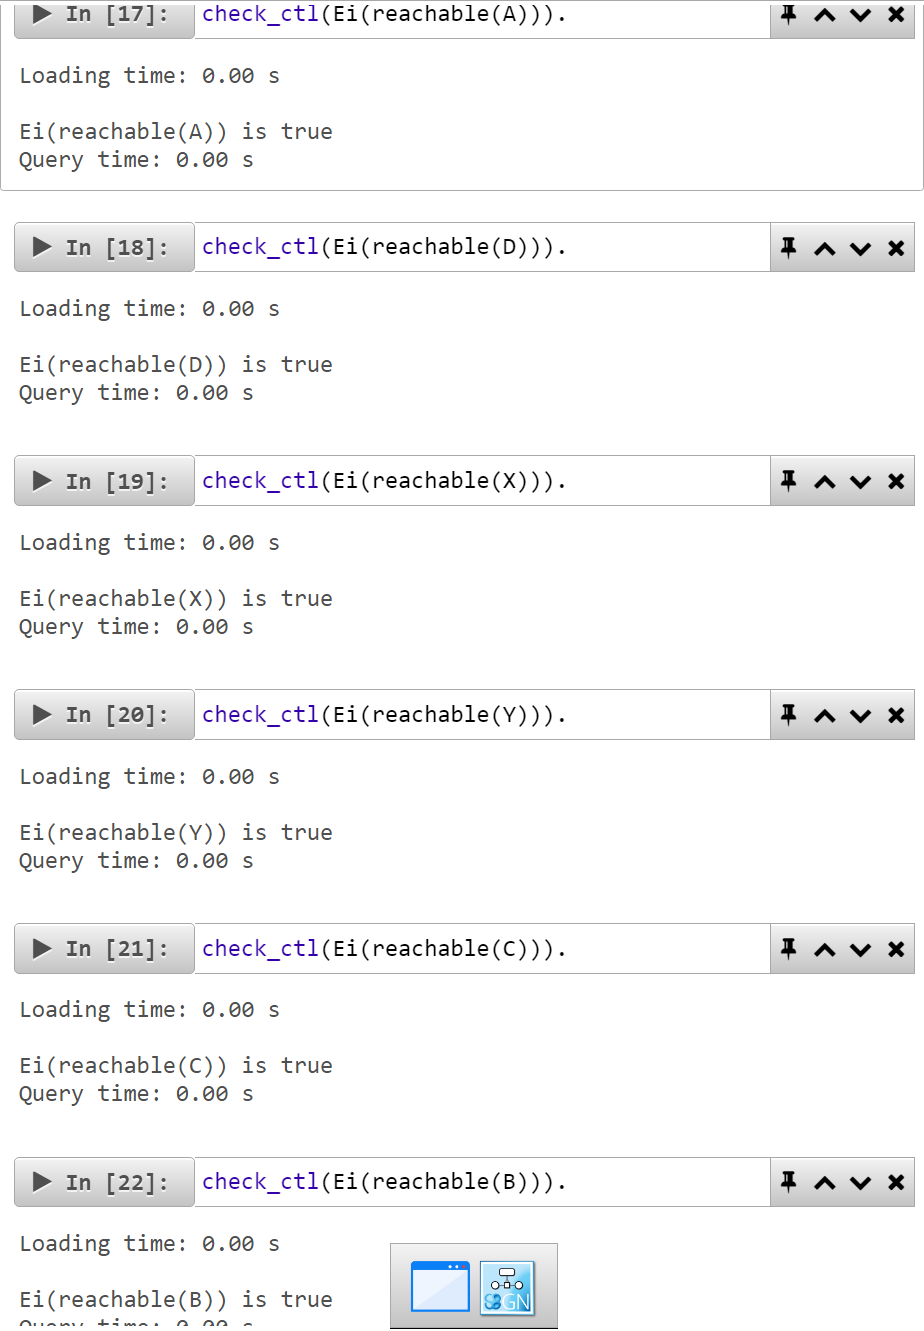 In [17]: check_ctl(Ei(reachable(A))).
Loading time: 0.00 s
Ei(reachable(A)) is true
Query time: 0.00 s
In [18]: check_ctl(Ei(reachable(D))).
Loading time: 0.00 s
Ei(reachable(D)) is true
Query time: 0.00 s
In [19]: check_ctl(Ei(reachable(X))).
Loading time: 0.00 s
Ei(reachable(X)) is true
Query time: 0.00 s
In [20]: check_ctl(Ei(reachable(Y))).
Loading time: 0.00 s
Ei(reachable(Y)) is true
Query time: 0.00 s
In [21]: check_ctl(Ei(reachable(C))).
Loading time: 0.00 s
Ei(reachable(C)) is true
Query time: 0.00 s
In [22]: check_ctl(Ei(reachable(B))).
Loading time: 0.00 s
Ei(reachable(B)) is true
Query time: 0.00 s
SBGN